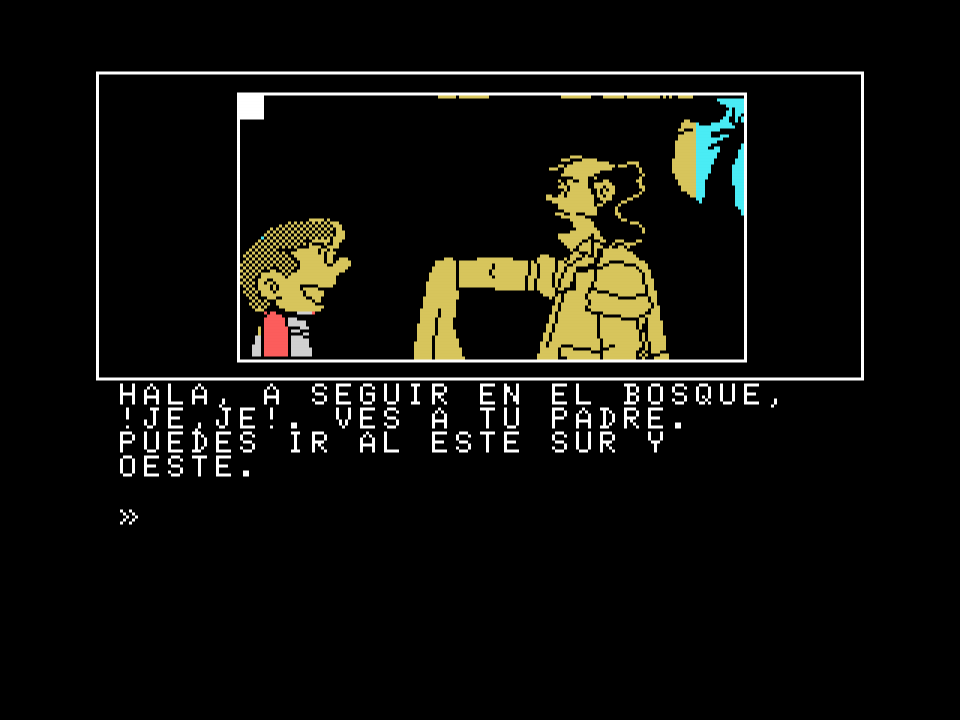 HALA, A SEGUIR EN EL BOSQUE,
!JE,JE!. VES A TU PADRE.
PUEDES IR AL ESTE SUR Y
OESTE.
»